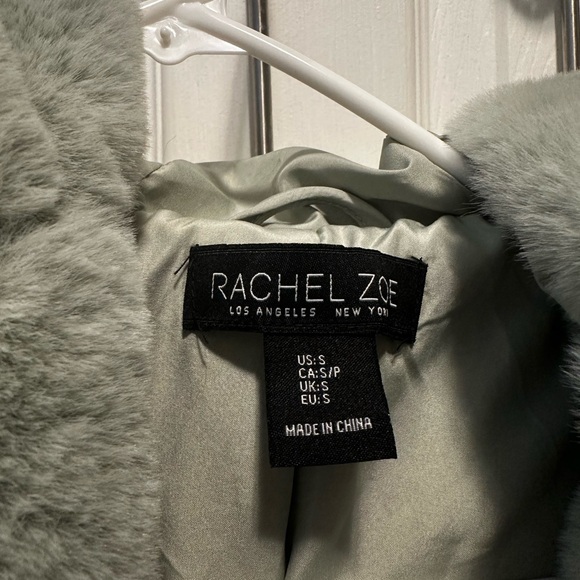 RACHEL ZOE
LOS ANGELES NEW YORK
US: S
CA: S/P
UK: S
EU: S
MADE IN CHINA